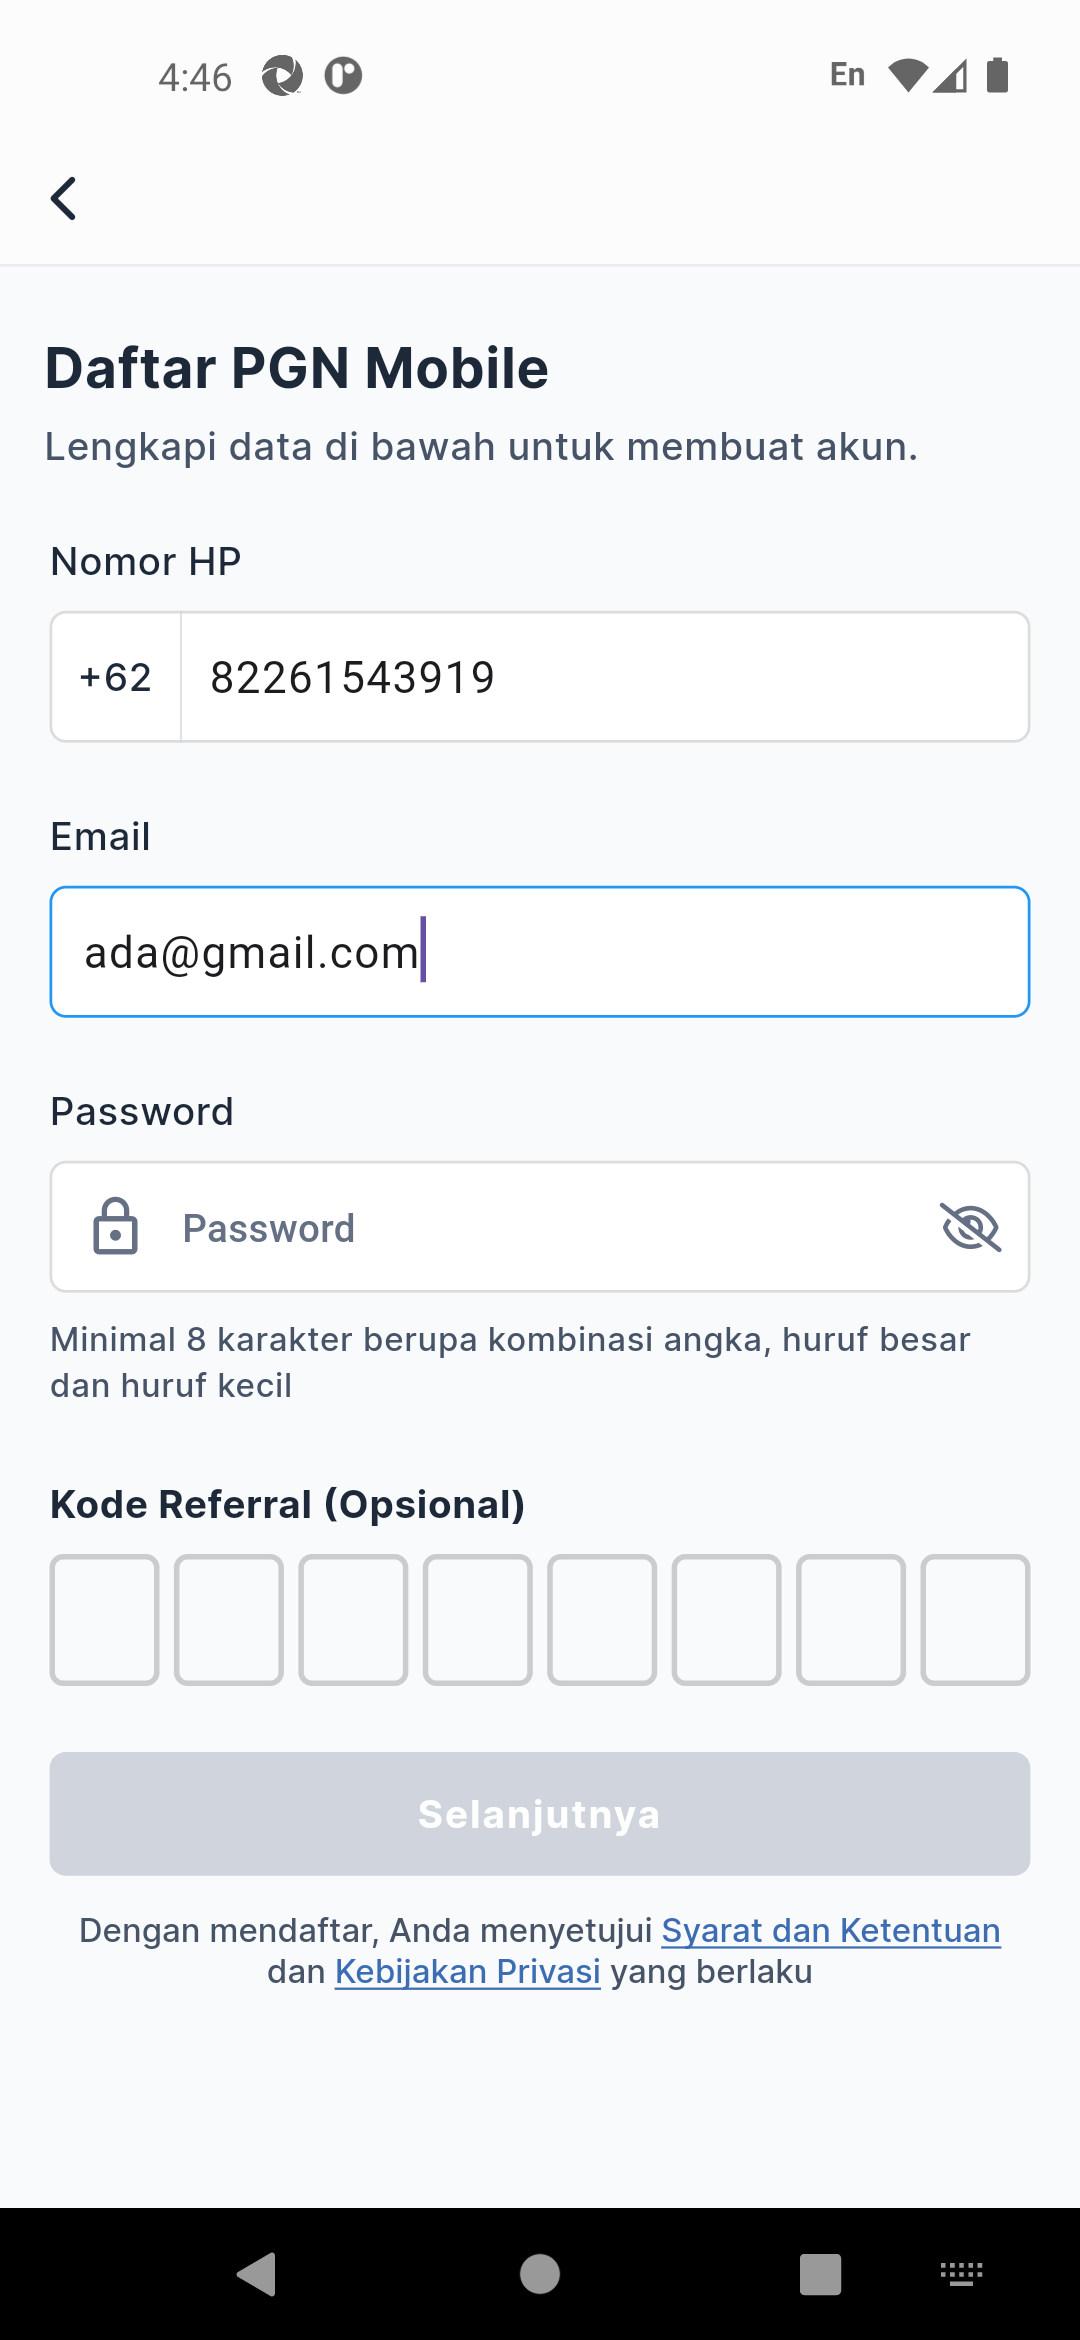 4:46
En
Daftar PGN Mobile
Lengkapi data di bawah untuk membuat akun.
Nomor HP
+62
82261543919
Email
ada@gmail.com
Password
Password
Minimal 8 karakter berupa kombinasi angka, huruf besar
dan huruf kecil
Kode Referral (Opsional)
Selanjutnya
Dengan mendaftar, Anda menyetujui Syarat dan Ketentuan
dan Kebijakan Privasi yang berlaku